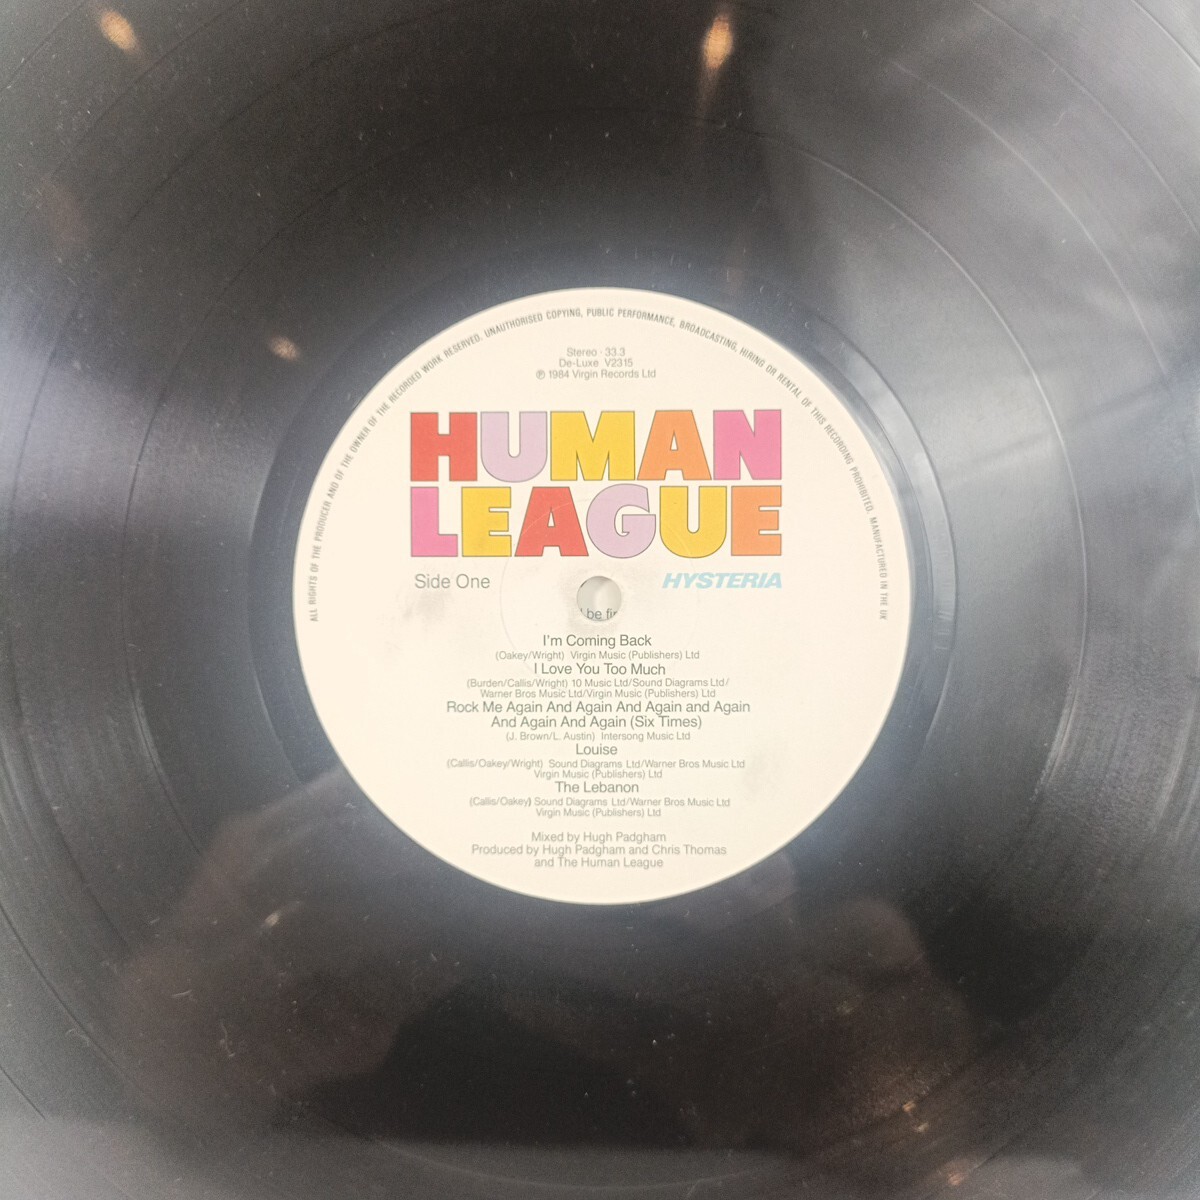 ALL RIGHTS OF THE PRODUCER AND OF THE OWNER OF THE RECORDED WORK RESERVED. UNAUTHORISED COPYING, PUBLIC PERFORMANCE, BROADCASTING, HIRING OR RENTAL OF THIS RECORDING PROHIBITED. MANUFACTURED IN THE UK
Stereo · 33.3
De-Luxe V2315
℗ 1984 Virgin Records Ltd
HUMAN
LEAGUE
Side One
HYSTERIA
be
I'm Coming Back
(Oakey/Wright) Virgin Music (Publishers) Ltd
I Love You Too Much
(Burden/Callis/Wright) 10 Music Ltd/Sound Diagrams Ltd/
Warner Bros Music Ltd/Virgin Music (Publishers) Ltd
Rock Me Again And Again And Again and Again
And Again And Again (Six Times)
(J. Brown/L. Austin) Intersong Music Ltd
Louise
(Callis/Oakey/Wright) Sound Diagrams Ltd/Warner Bros Music Ltd
Virgin Music (Publishers) Ltd
The Lebanon
(Callis/Oakey) Sound Diagrams Ltd/Warner Bros Music Ltd
Virgin Music (Publishers) Ltd
Mixed by Hugh Padgham
Produced by Hugh Padgham and Chris Thomas
and The Human League